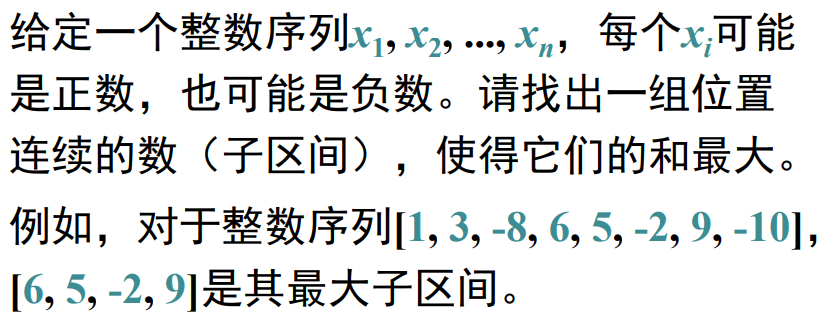 给定一个整数序列x₁, x₂, ..., xₙ，每个xᵢ可能
是正数，也可能是负数。请找出一组位置
连续的数（子区间），使得它们的和最大。
例如，对于整数序列[1, 3, -8, 6, 5, -2, 9, -10]，
[6, 5, -2, 9]是其最大子区间。